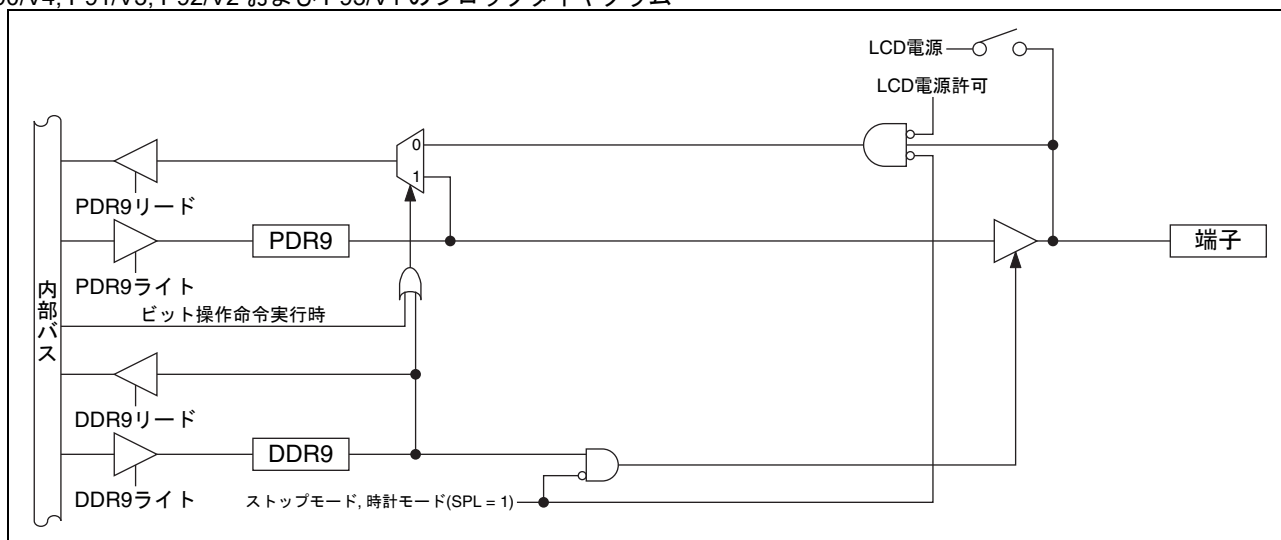 LCD電源
LCD電源許可
0
1
PDR9リード
PDR9
端子
PDR9ライト
ビット操作命令実行時
内部バス
DDR9リード
DDR9
DDR9ライト
ストップモード, 時計モード(SPL = 1)